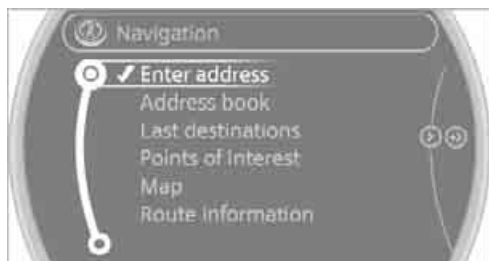 Navigation
Enter address
Address book
Last destinations
Points of Interest
Map
Route information